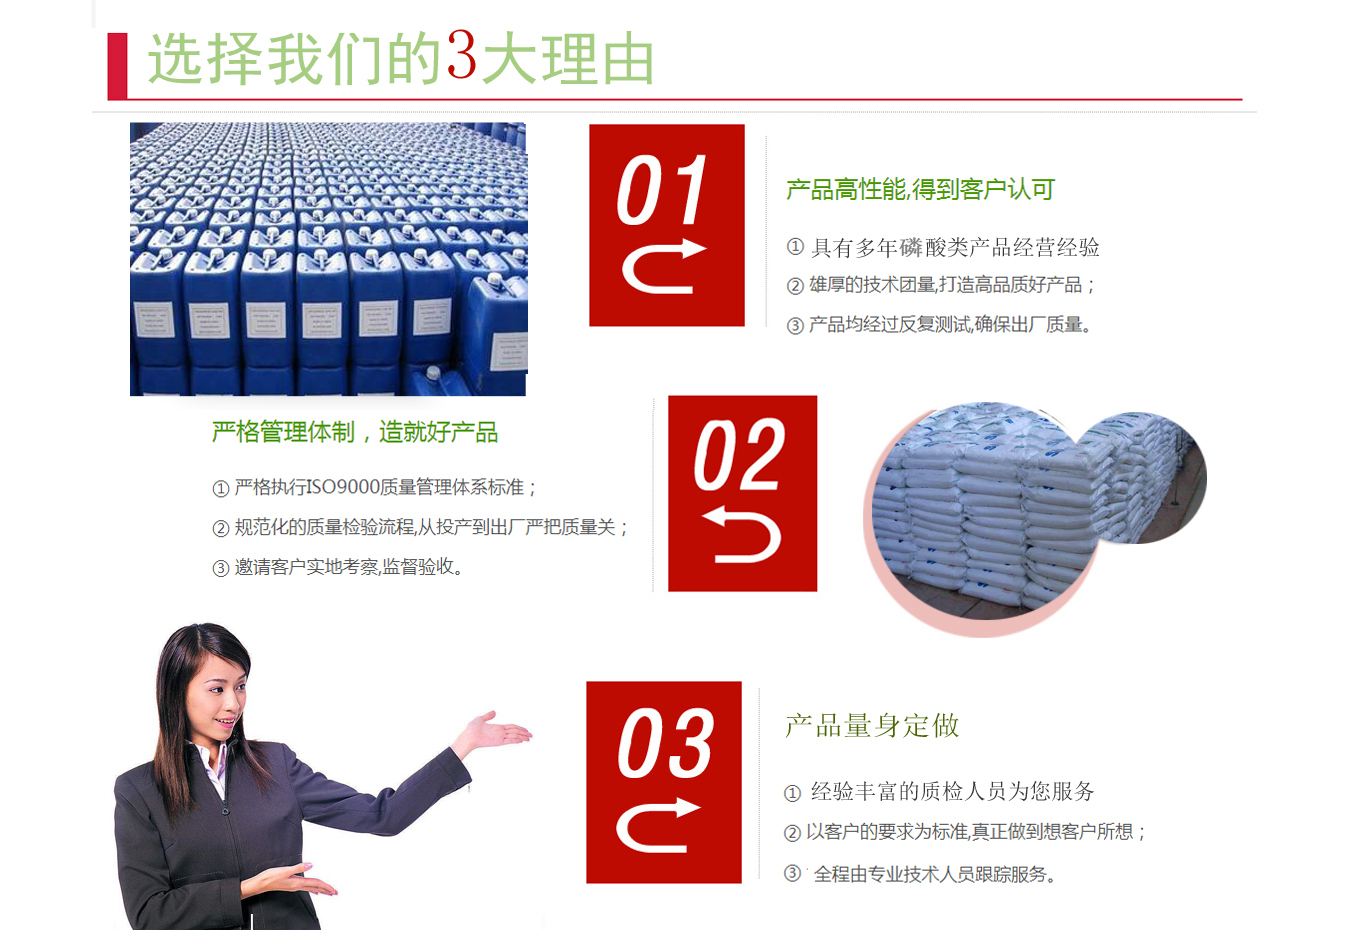 选择我们的3大理由
01
产品高性能,得到客户认可
① 具有多年磷酸类产品经营经验
② 雄厚的技术团量,打造高品质好产品；
③ 产品均经过反复测试,确保出厂质量。
严格管理体制，造就好产品
① 严格执行ISO9000质量管理体系标准；
② 规范化的质量检验流程,从投产到出厂严把质量关；
③ 邀请客户实地考察,监督验收。
02
03
产品量身定做
① 经验丰富的质检人员为您服务
② 以客户的要求为标准,真正做到想客户所想；
③ 全程由专业技术人员跟踪服务。